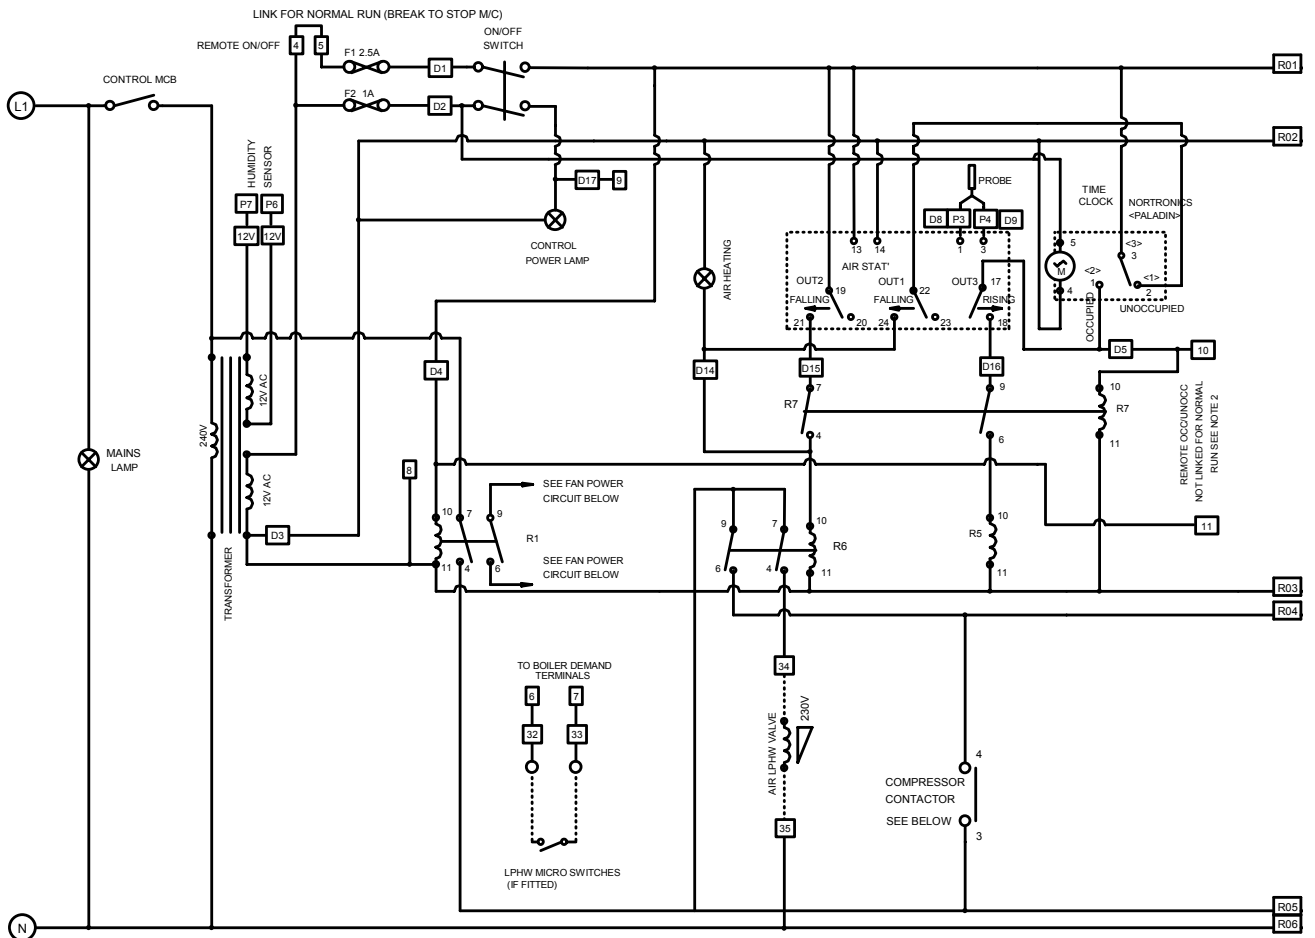 LINK FOR NORMAL RUN (BREAK TO STOP M/C)
REMOTE ON/OFF
4
5
ON/OFF
SWITCH
F1 2.5A
D1
R01
CONTROL MCB
L1
F2 1A
D2
R02
HUMIDITY
SENSOR
P7
P6
12V
12V
D17
9
CONTROL
POWER LAMP
PROBE
D8
P3
P4
D9
TIME
CLOCK
NORTRONICS
<PALADIN>
13
14
1
3
AIR STAT'
5
M
4
<3>
3
<2>
1
<1>
2
OCCUPIED
UNOCCUPIED
AIR HEATING
OUT2
19
OUT1
22
OUT3
17
FALLING
FALLING
RISING
21
20
24
23
18
D5
10
D4
D14
D15
D16
12V AC
240V
R7
7
4
9
6
10
R7
11
REMOTE OCC/UNOCC
NOT LINKED FOR NORMAL
RUN SEE NOTE 2
MAINS
LAMP
8
12V AC
SEE FAN POWER
CIRCUIT BELOW
10
7
9
R1
11
4
6
SEE FAN POWER
CIRCUIT BELOW
D3
TRANSFORMER
9
7
10
R6
6
4
11
R5
10
11
11
R03
R04
TO BOILER DEMAND
TERMINALS
6
7
32
33
34
230V
AIR LPHW VALVE
35
COMPRESSOR
CONTACTOR
SEE BELOW
4
3
LPHW MICRO SWITCHES
(IF FITTED)
R05
N
R06